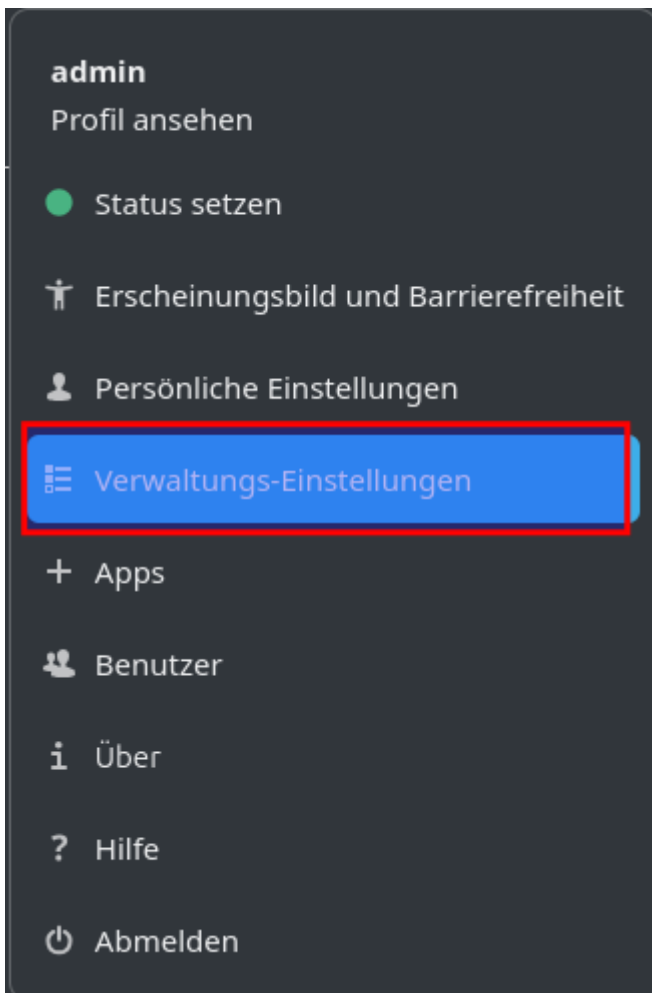 admin
Profil ansehen
Status setzen
Erscheinungsbild und Barrierefreiheit
Persönliche Einstellungen
Verwaltungs-Einstellungen
Apps
Benutzer
Über
Hilfe
Abmelden